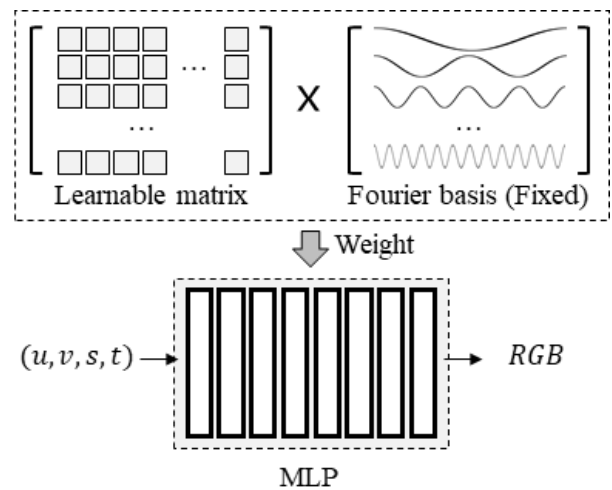 ...
X
...
...
Learnable matrix
Fourier basis (Fixed)
Weight
(u, v, s, t)
RGB
MLP